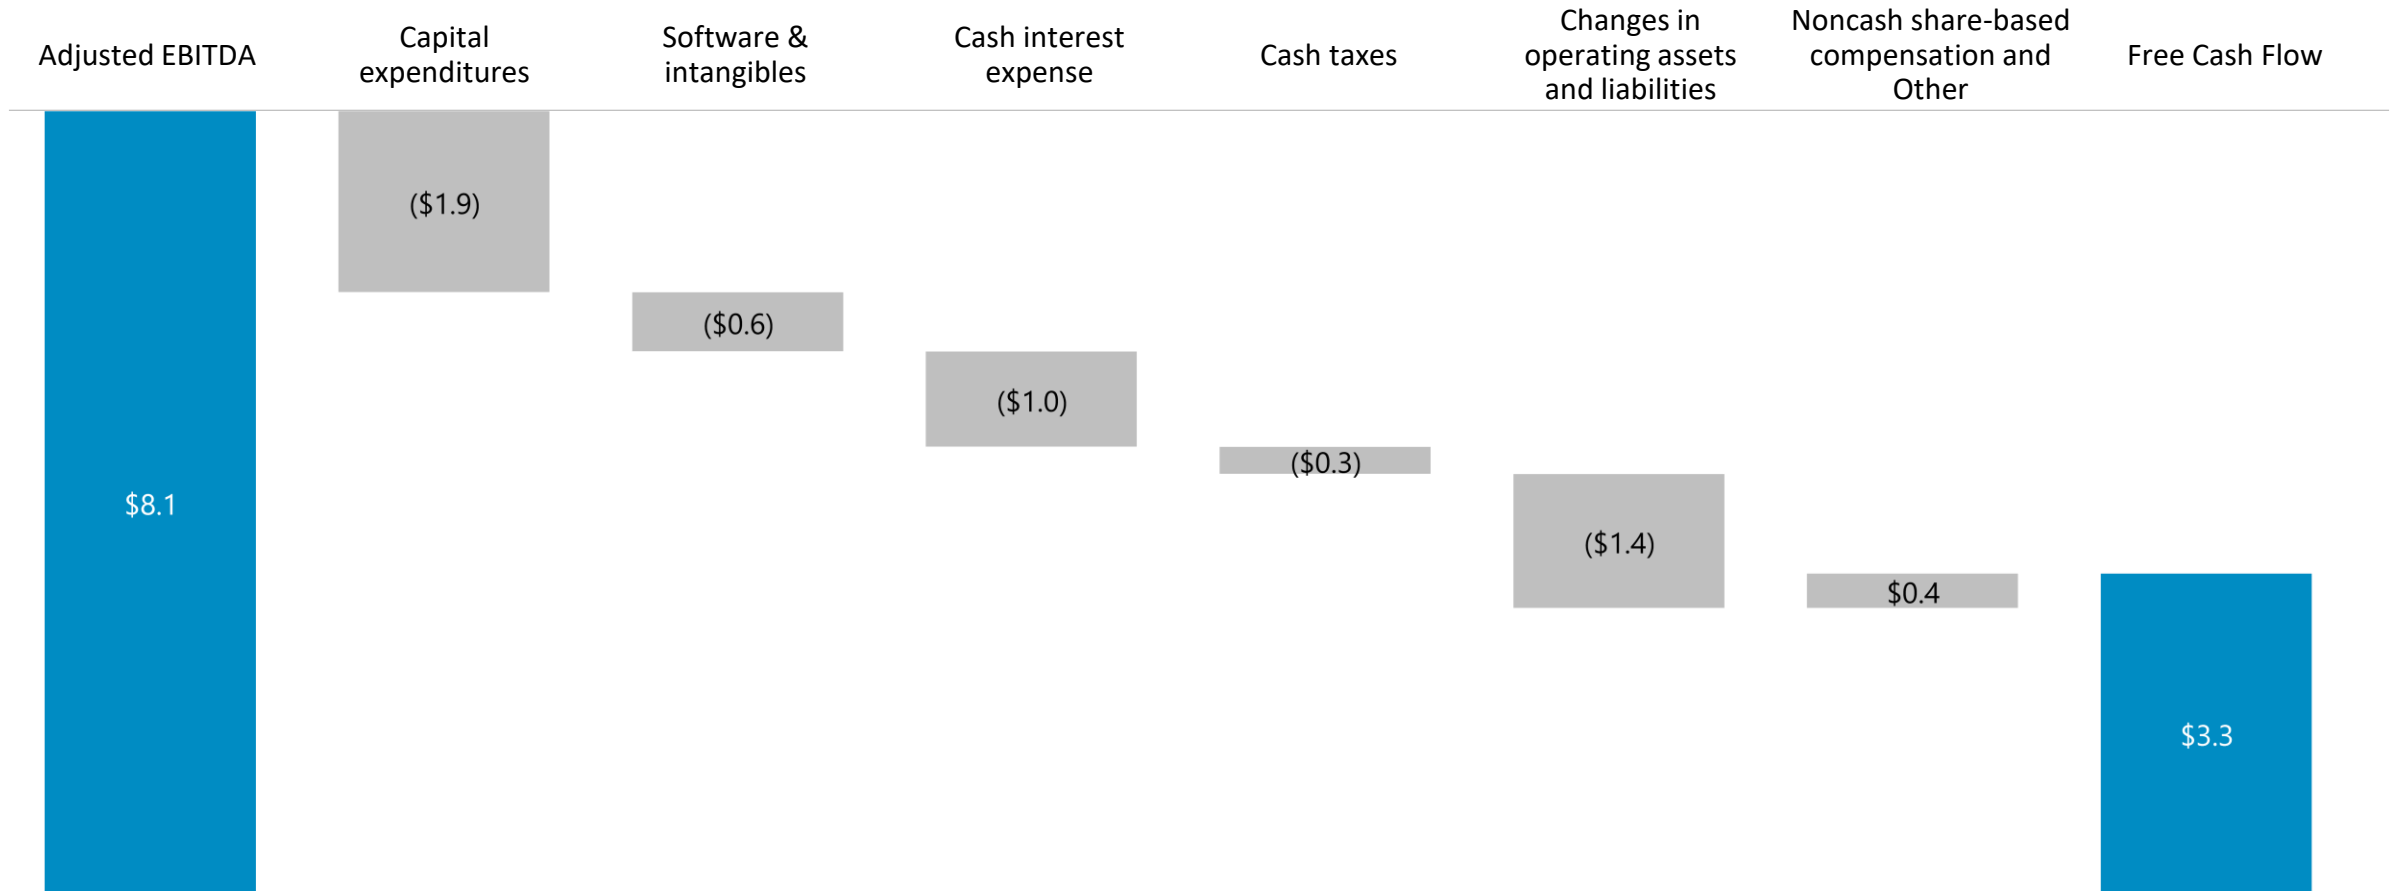 Adjusted EBITDA
Capital
expenditures
Software &
intangibles
Cash interest
expense
Cash taxes
Changes in
operating assets
and liabilities
Noncash share-based
compensation and
Other
Free Cash Flow
$8.1
($1.9)
($0.6)
($1.0)
($0.3)
($1.4)
$0.4
$3.3